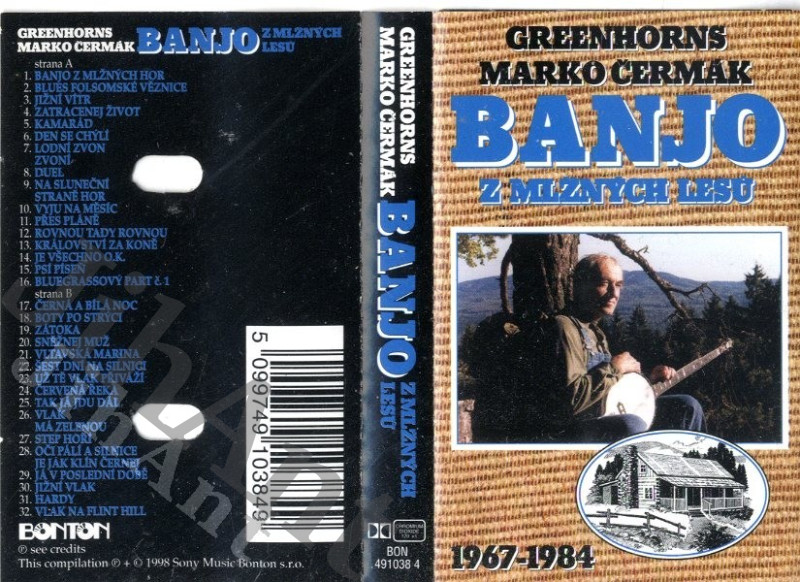 GREENHORNS
MARKO ČERMÁK
BANJO
Z MLŽNÝCH
LESŮ
strana A
1. BANJO Z MLŽNÝCH HOR
2. BLUES FOLSOMSKÉ VĚZNICE
3. JIŽNÍ VÍTR
4. ZATRACENEJ ŽIVOT
5. KAMARÁD
6. DEN SE CHÝLÍ
7. LODNÍ ZVON
ZVONÍ
8. DUEL
9. NA SLUNEČNÍ
STRANĚ HOR
10. VYJU NA MĚSÍC
11. PŘES PLÁNĚ
12. ROVNOU TADY ROVNOU
13. KRÁLOVSTVÍ ZA KONĚ
14. JE VŠECHNO O.K.
15. PSÍ PÍSEŇ
16. BLUEGRASSOVÝ PART č. 1
strana B
17. ČERNÁ A BÍLÁ NOC
18. BOTY PO STRÝCI
19. ZÁTOKA
20. SNĚŽNEJ MUŽ
21. VLTAVSKÁ MARINA
22. ŠEST DNÍ NA SILNICI
23. UŽ TĚ VLAK PŘIVÁŽÍ
24. ČERVENÁ ŘEKA
25. TAK JÁ JDU DÁL
26. VLAK
MÁ ZELENOU
27. STEP HOŘÍ
28. OČI PÁLÍ A SILNICE
JE JAK KLÍN ČERNEJ
29. JÁ V POSLEDNÍ DOBĚ
30. JIŽNÍ VLAK
31. HARDY
32. VLAK NA FLINT HILL
BONTON
℗ see credits
This compilation ℗ + © 1998 Sony Music Bonton s.r.o.
5 099749 103849
GREENHORNS
MARKO ČERMÁK
BANJO
Z MLŽNÝCH
LESŮ
CHROMIUM
DIOXIDE
BON
491038 4
GREENHORNS
MARKO ČERMÁK
BANJO
Z MLŽNÝCH LESŮ
1967-1984